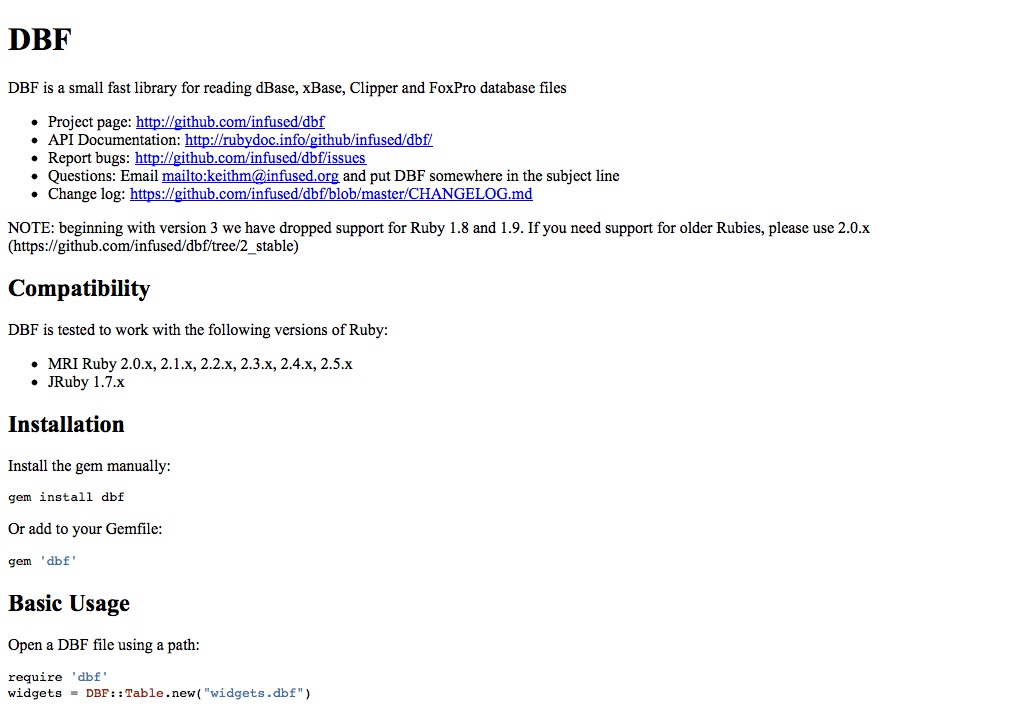 DBF
DBF is a small fast library for reading dBase, xBase, Clipper and FoxPro database files
• Project page: http://github.com/infused/dbf
• API Documentation: http://rubydoc.info/github/infused/dbf/
• Report bugs: http://github.com/infused/dbf/issues
• Questions: Email mailto:keithm@infused.org and put DBF somewhere in the subject line
• Change log: https://github.com/infused/dbf/blob/master/CHANGELOG.md
NOTE: beginning with version 3 we have dropped support for Ruby 1.8 and 1.9. If you need support for older Rubies, please use 2.0.x
(https://github.com/infused/dbf/tree/2_stable)
Compatibility
DBF is tested to work with the following versions of Ruby:
• MRI Ruby 2.0.x, 2.1.x, 2.2.x, 2.3.x, 2.4.x, 2.5.x
• JRuby 1.7.x
Installation
Install the gem manually:
gem install dbf
Or add to your Gemfile:
gem 'dbf'
Basic Usage
Open a DBF file using a path:
require 'dbf'
widgets = DBF::Table.new("widgets.dbf")